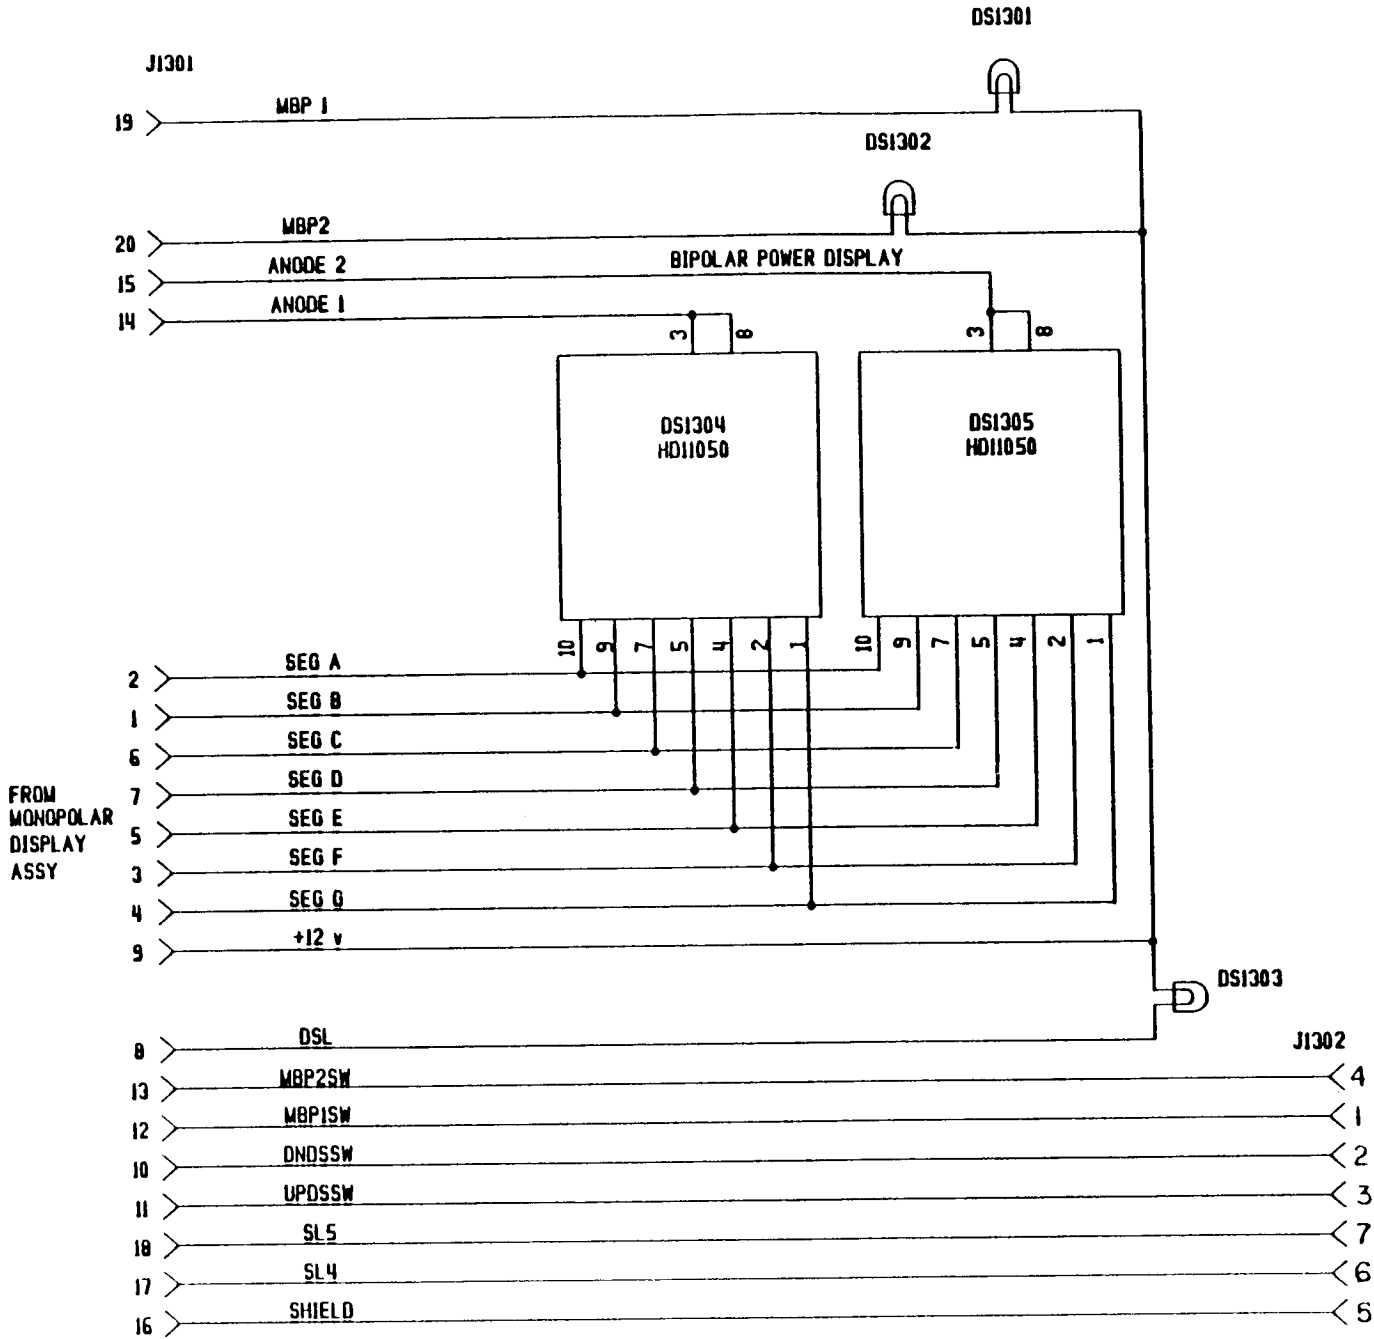 DS1301
J1301
MBP 1
19
DS1302
MBP2
20
ANODE 2
BIPOLAR POWER DISPLAY
15
ANODE 1
14
3 8 3 8
DS1304
HD11050
DS1305
HD11050
10 9 7 5 4 2 1 10 9 7 5 4 2 1
SEG A
2
SEG B
1
SEG C
6
SEG D
7
FROM
MONOPOLAR
DISPLAY
ASSY
SEG E
5
SEG F
3
SEG G
4
+12 v
9
DS1303
DSL
8
J1302
MBP2SW
13 4
MBP1SW
12 1
DNDSSW
10 2
UPDSSW
11 3
SL5
18 7
SL4
17 6
SHIELD
16 5